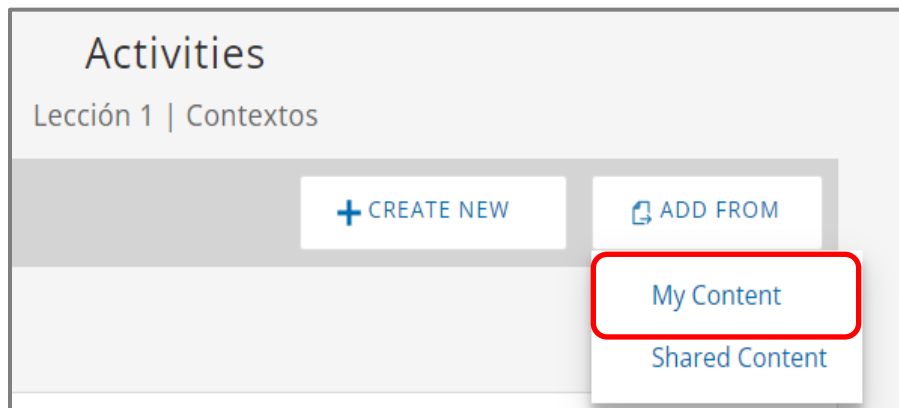 Activities
Lección 1 | Contextos
CREATE NEW
ADD FROM
My Content
Shared Content